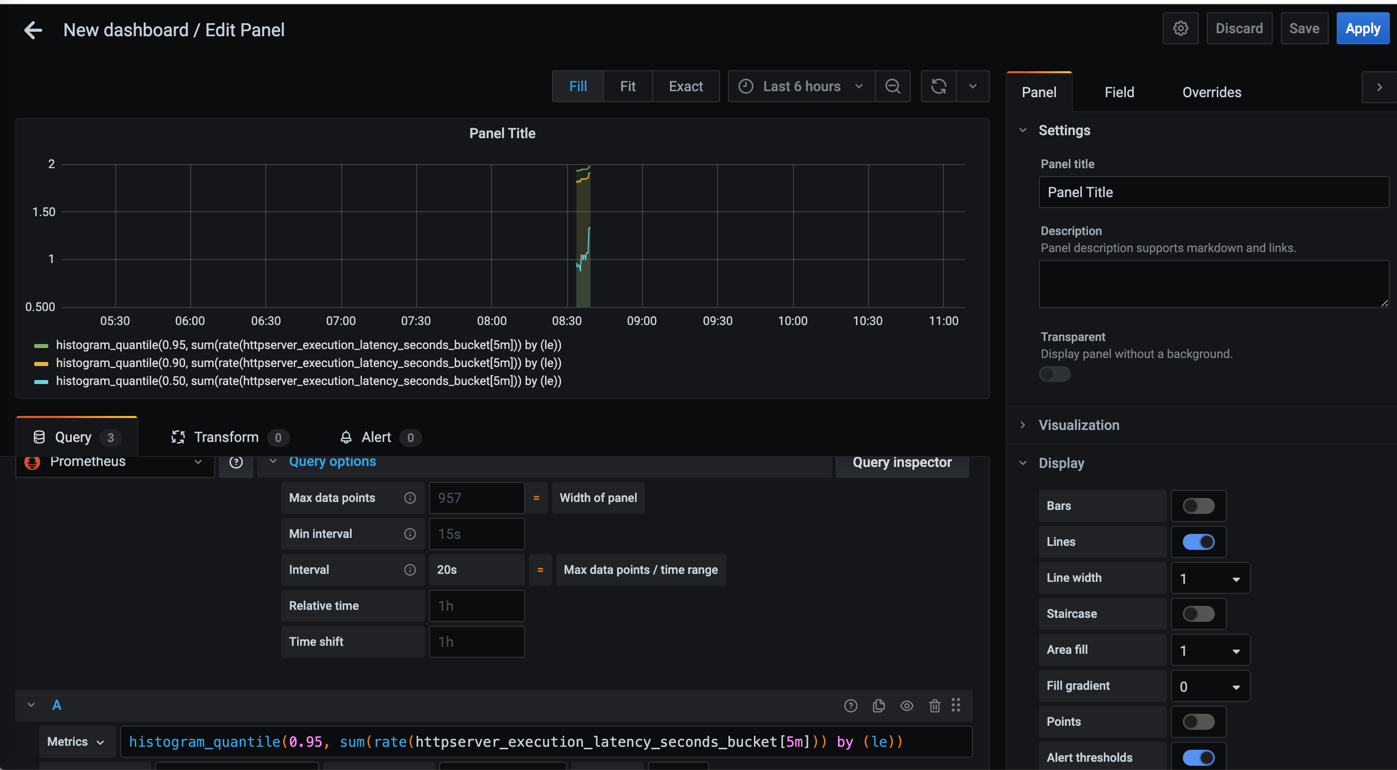 New dashboard / Edit Panel
Discard
Save
Apply
Fill
Fit
Exact
Last 6 hours
Panel Title
2
1.50
1
0.500
05:30 06:00 06:30 07:00 07:30 08:00 08:30 09:00 09:30 10:00 10:30 11:00
histogram_quantile(0.95, sum(rate(httpserver_execution_latency_seconds_bucket[5m])) by (le))
histogram_quantile(0.90, sum(rate(httpserver_execution_latency_seconds_bucket[5m])) by (le))
histogram_quantile(0.50, sum(rate(httpserver_execution_latency_seconds_bucket[5m])) by (le))
Query 3
Transform 0
Alert 0
Prometheus
Query options
Query inspector
Max data points 957 = Width of panel
Min interval 15s
Interval 20s = Max data points / time range
Relative time 1h
Time shift 1h
A
Metrics histogram_quantile(0.95, sum(rate(httpserver_execution_latency_seconds_bucket[5m])) by (le))
Panel
Field
Overrides
Settings
Panel title
Panel Title
Description
Panel description supports markdown and links.
Transparent
Display panel without a background.
Visualization
Display
Bars
Lines
Line width 1
Staircase
Area fill 1
Fill gradient 0
Points
Alert thresholds